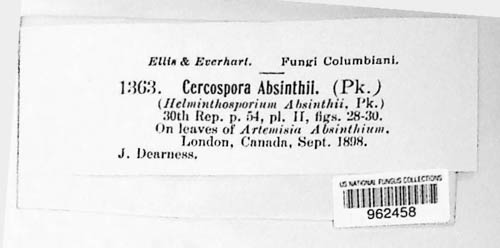 Ellis & Everhart. Fungi Columbiani.
1363. Cercospora Absinthii. (Pk.)
(Helminthosporium Absinthii, Pk.)
30th Rep. p. 54, pl. II, figs. 28-30.
On leaves of Artemisia Absinthium.
London, Canada, Sept. 1898.
J. Dearness.
US NATIONAL FUNGUS COLLECTIONS
962458